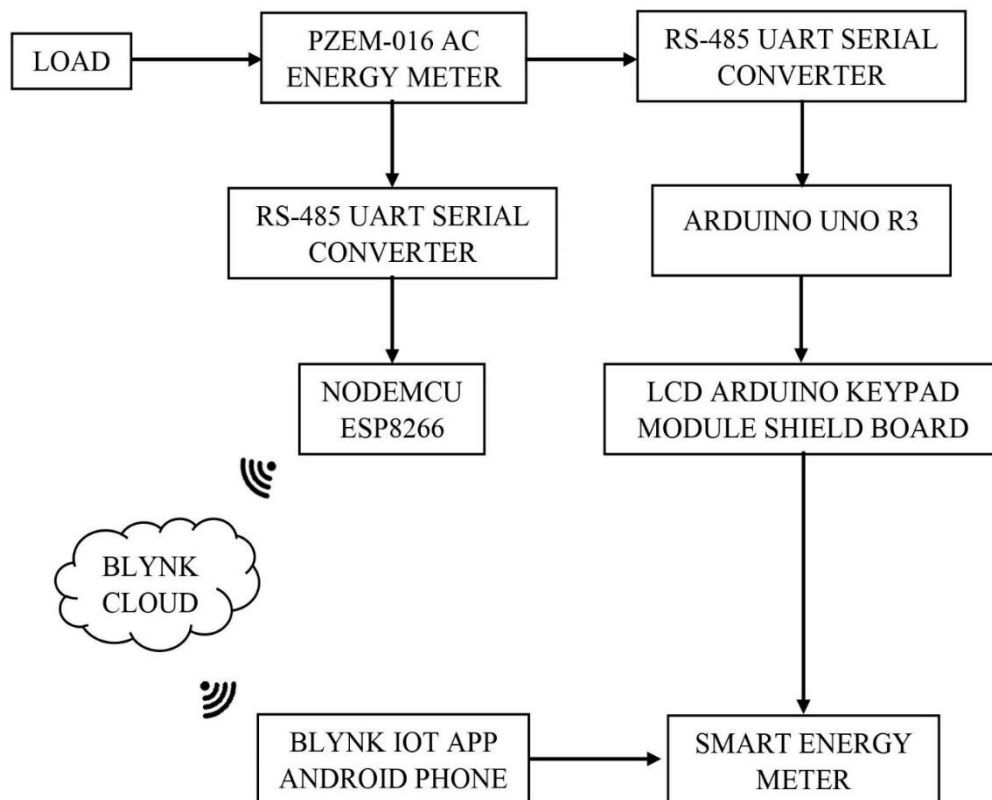 LOAD
PZEM-016 AC
ENERGY METER
RS-485 UART SERIAL
CONVERTER
RS-485 UART SERIAL
CONVERTER
ARDUINO UNO R3
NODEMCU
ESP8266
LCD ARDUINO KEYPAD
MODULE SHIELD BOARD
BLYNK
CLOUD
BLYNK IOT APP
ANDROID PHONE
SMART ENERGY
METER